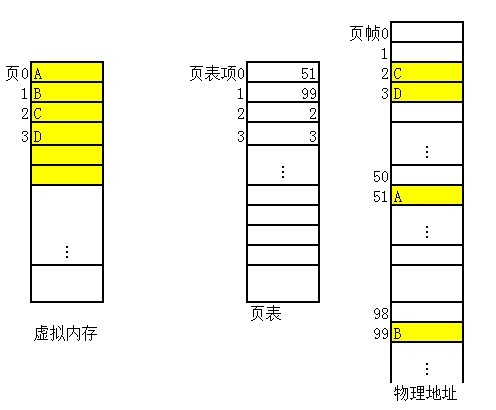 页0 A
1 B
2 C
3 D
⋮
虚拟内存
页表项0 51
1 99
2 2
3 3
⋮
页表
页帧0
1
2 C
3 D
⋮
50
51 A
⋮
98
99 B
⋮
物理地址